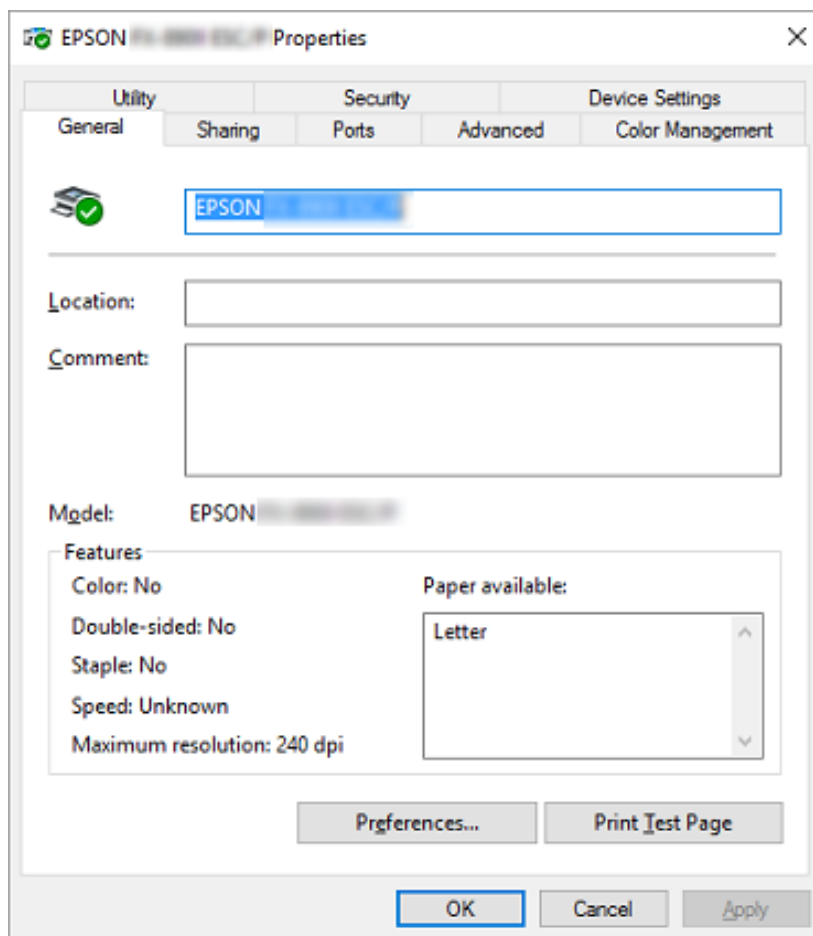 EPSON Properties
Utility Security Device Settings
General Sharing Ports Advanced Color Management
EPSON
Location:
Comment:
Model: EPSON
Features
Color: No
Paper available:
Double-sided: No
Letter
Staple: No
Speed: Unknown
Maximum resolution: 240 dpi
Preferences...
Print Test Page
OK Cancel Apply